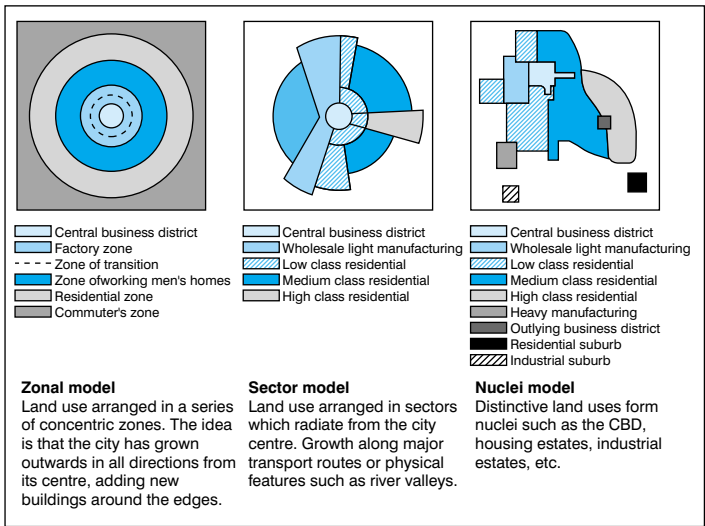 Central business district
Factory zone
Zone of transition
Zone ofworking men's homes
Residential zone
Commuter's zone
Central business district
Wholesale light manufacturing
Low class residential
Medium class residential
High class residential
Central business district
Wholesale light manufacturing
Low class residential
Medium class residential
High class residential
Heavy manufacturing
Outlying business district
Residential suburb
Industrial suburb
Zonal model
Land use arranged in a series
of concentric zones. The idea
is that the city has grown
outwards in all directions from
its centre, adding new
buildings around the edges.
Sector model
Land use arranged in sectors
which radiate from the city
centre. Growth along major
transport routes or physical
features such as river valleys.
Nuclei model
Distinctive land uses form
nuclei such as the CBD,
housing estates, industrial
estates, etc.